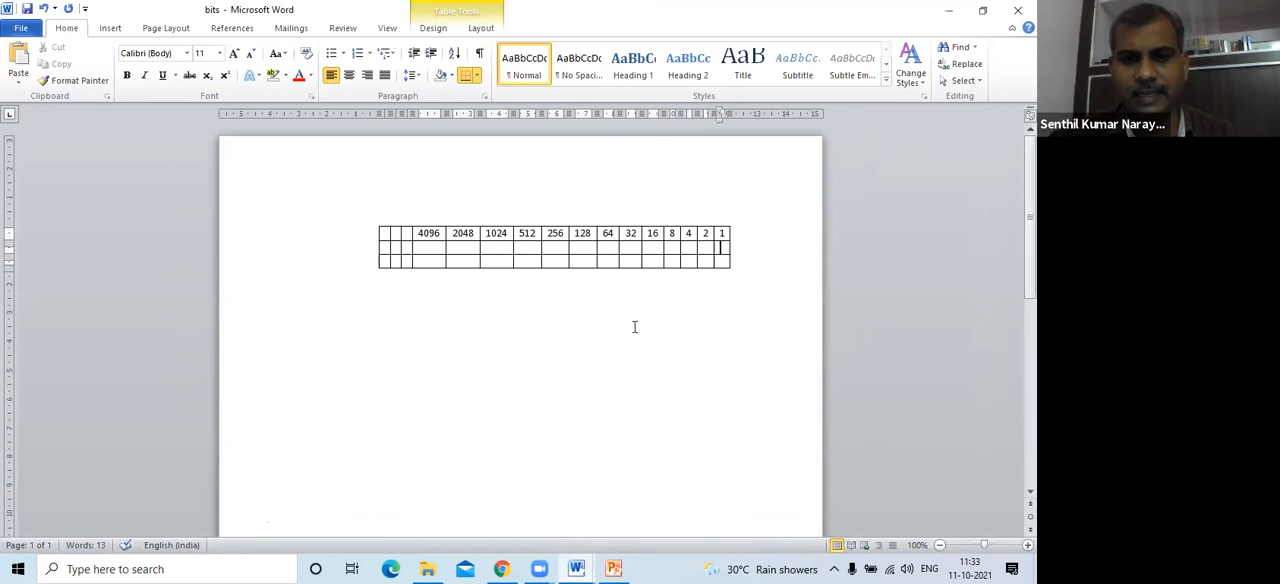 bits - Microsoft Word
Table Tools
File Home Insert Page Layout References Mailings Review View Design Layout
Paste
Cut
Copy
Format Painter
Clipboard
Calibri (Body) 11
Font
Paragraph
AaBbCcDc AaBbCcDc AaBbCc AaBbCc AaB AaBbCc. AaBbCcDc
¶ Normal ¶ No Spaci... Heading 1 Heading 2 Title Subtitle Subtle Em...
Change Styles
Styles
Find
Replace
Select
Editing
Senthil Kumar Naray...
4096 2048 1024 512 256 128 64 32 16 8 4 2 1
Page: 1 of 1 Words: 13 English (India) 100%
Type here to search
30°C Rain showers ENG 11:33
11-10-2021